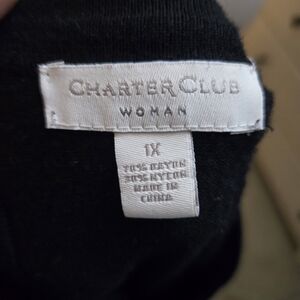 CHARTER CLUB
WOMAN
1X
70% RAYON
30% NYLON
MADE IN
CHINA